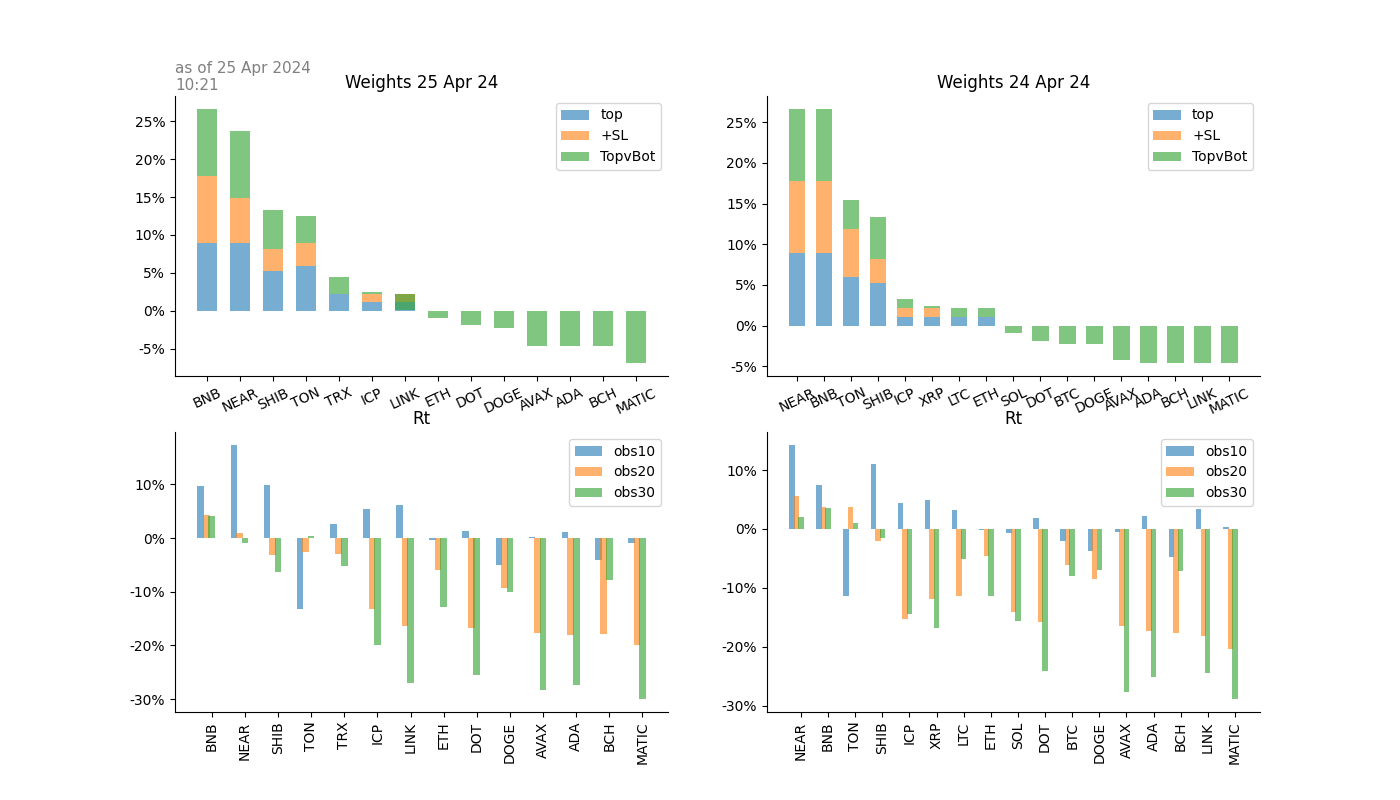 as of 25 Apr 2024
10:21
Weights 25 Apr 24
25%
20%
15%
10%
5%
0%
-5%
top
+SL
TopvBot
BNB NEAR SHIB TON TRX ICP LINK ETH DOT DOGE AVAX ADA BCH MATIC
Weights 24 Apr 24
25%
20%
15%
10%
5%
0%
-5%
top
+SL
TopvBot
NEAR BNB TON SHIB ICP XRP LTC ETH SOL DOT BTC DOGE AVAX ADA BCH LINK MATIC
Rt
10%
0%
-10%
-20%
-30%
obs10
obs20
obs30
BNB NEAR SHIB TON TRX ICP LINK ETH DOT DOGE AVAX ADA BCH MATIC
Rt
10%
0%
-10%
-20%
-30%
obs10
obs20
obs30
NEAR BNB TON SHIB ICP XRP LTC ETH SOL DOT BTC DOGE AVAX ADA BCH LINK MATIC